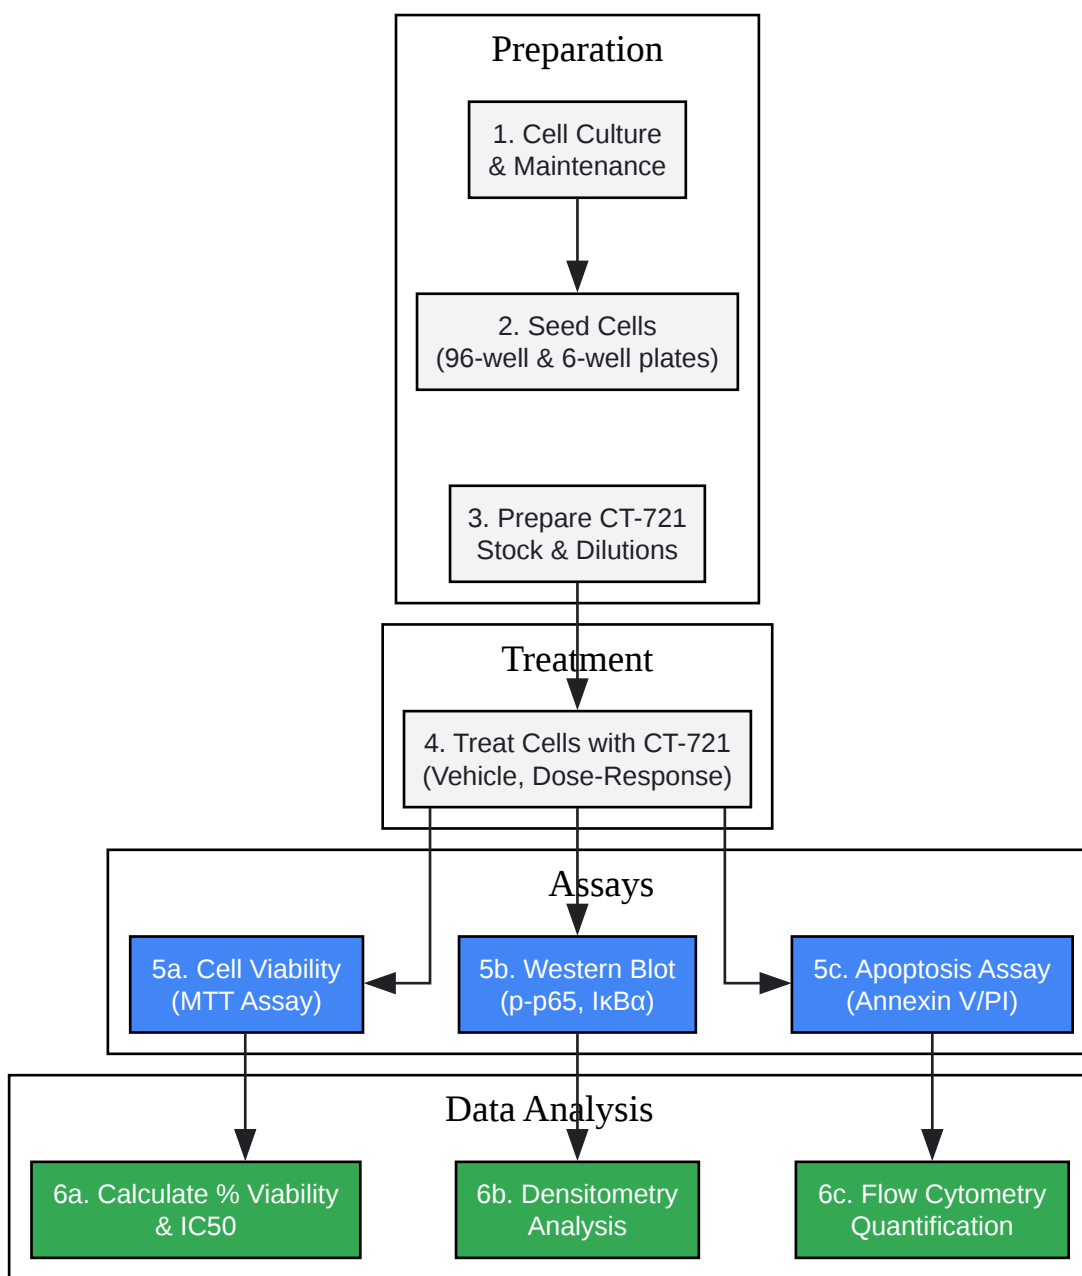 Preparation
1. Cell Culture
& Maintenance
2. Seed Cells
(96-well & 6-well plates)
3. Prepare CT-721
Stock & Dilutions
Treatment
4. Treat Cells with CT-721
(Vehicle, Dose-Response)
Assays
5a. Cell Viability
(MTT Assay)
5b. Western Blot
(p-p65, IκBα)
5c. Apoptosis Assay
(Annexin V/PI)
Data Analysis
6a. Calculate % Viability
& IC50
6b. Densitometry
Analysis
6c. Flow Cytometry
Quantification